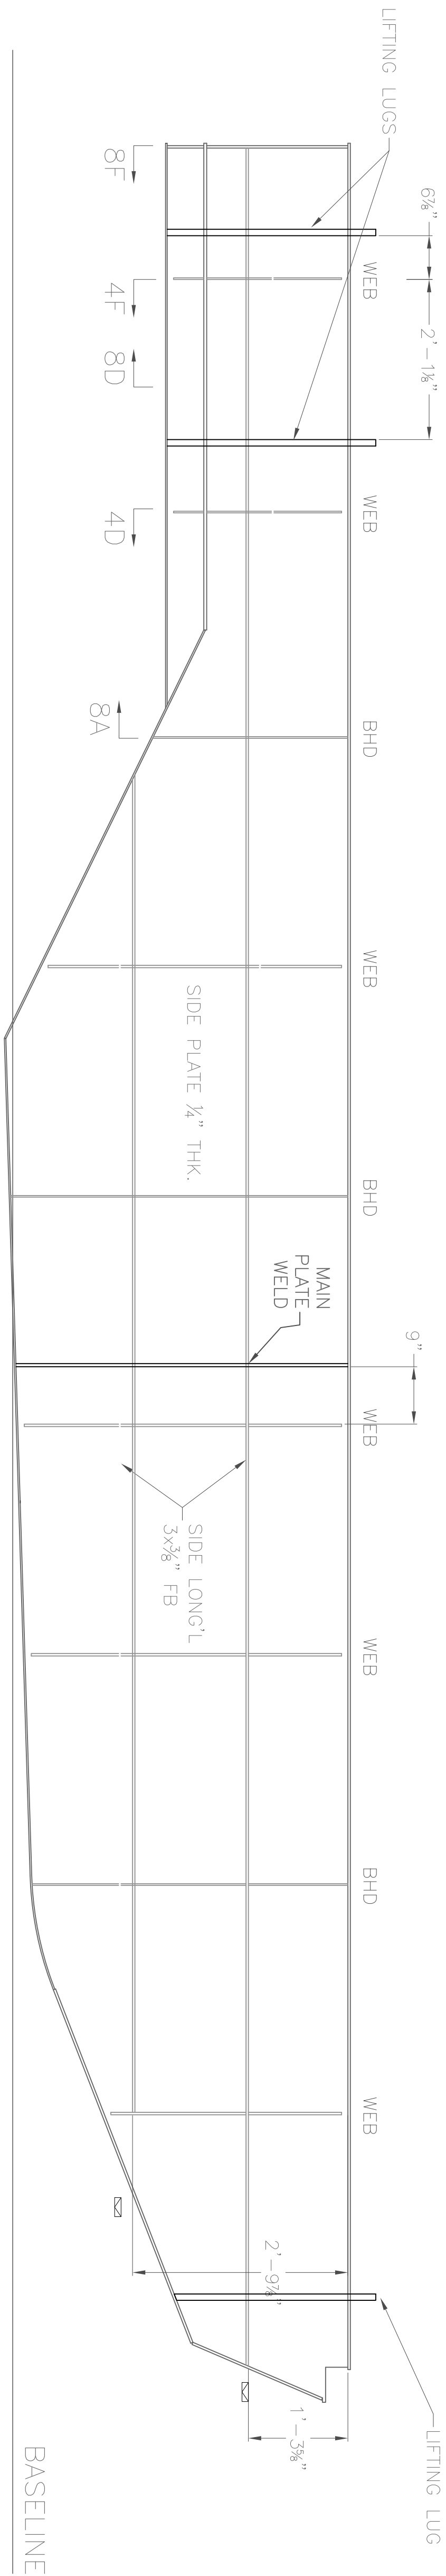 LIFTING LUGS
6⅞"
2'-1⅛"
WEB
WEB
BHD
WEB
BHD
9"
WEB
WEB
BHD
WEB
LIFTING LUG
8F
4F
8D
4D
8A
SIDE PLATE ¼" THK.
MAIN
PLATE
WELD
SIDE LONG'L
3x⅜" FB
2'-9⅞"
1'-3⅝"
BASELINE